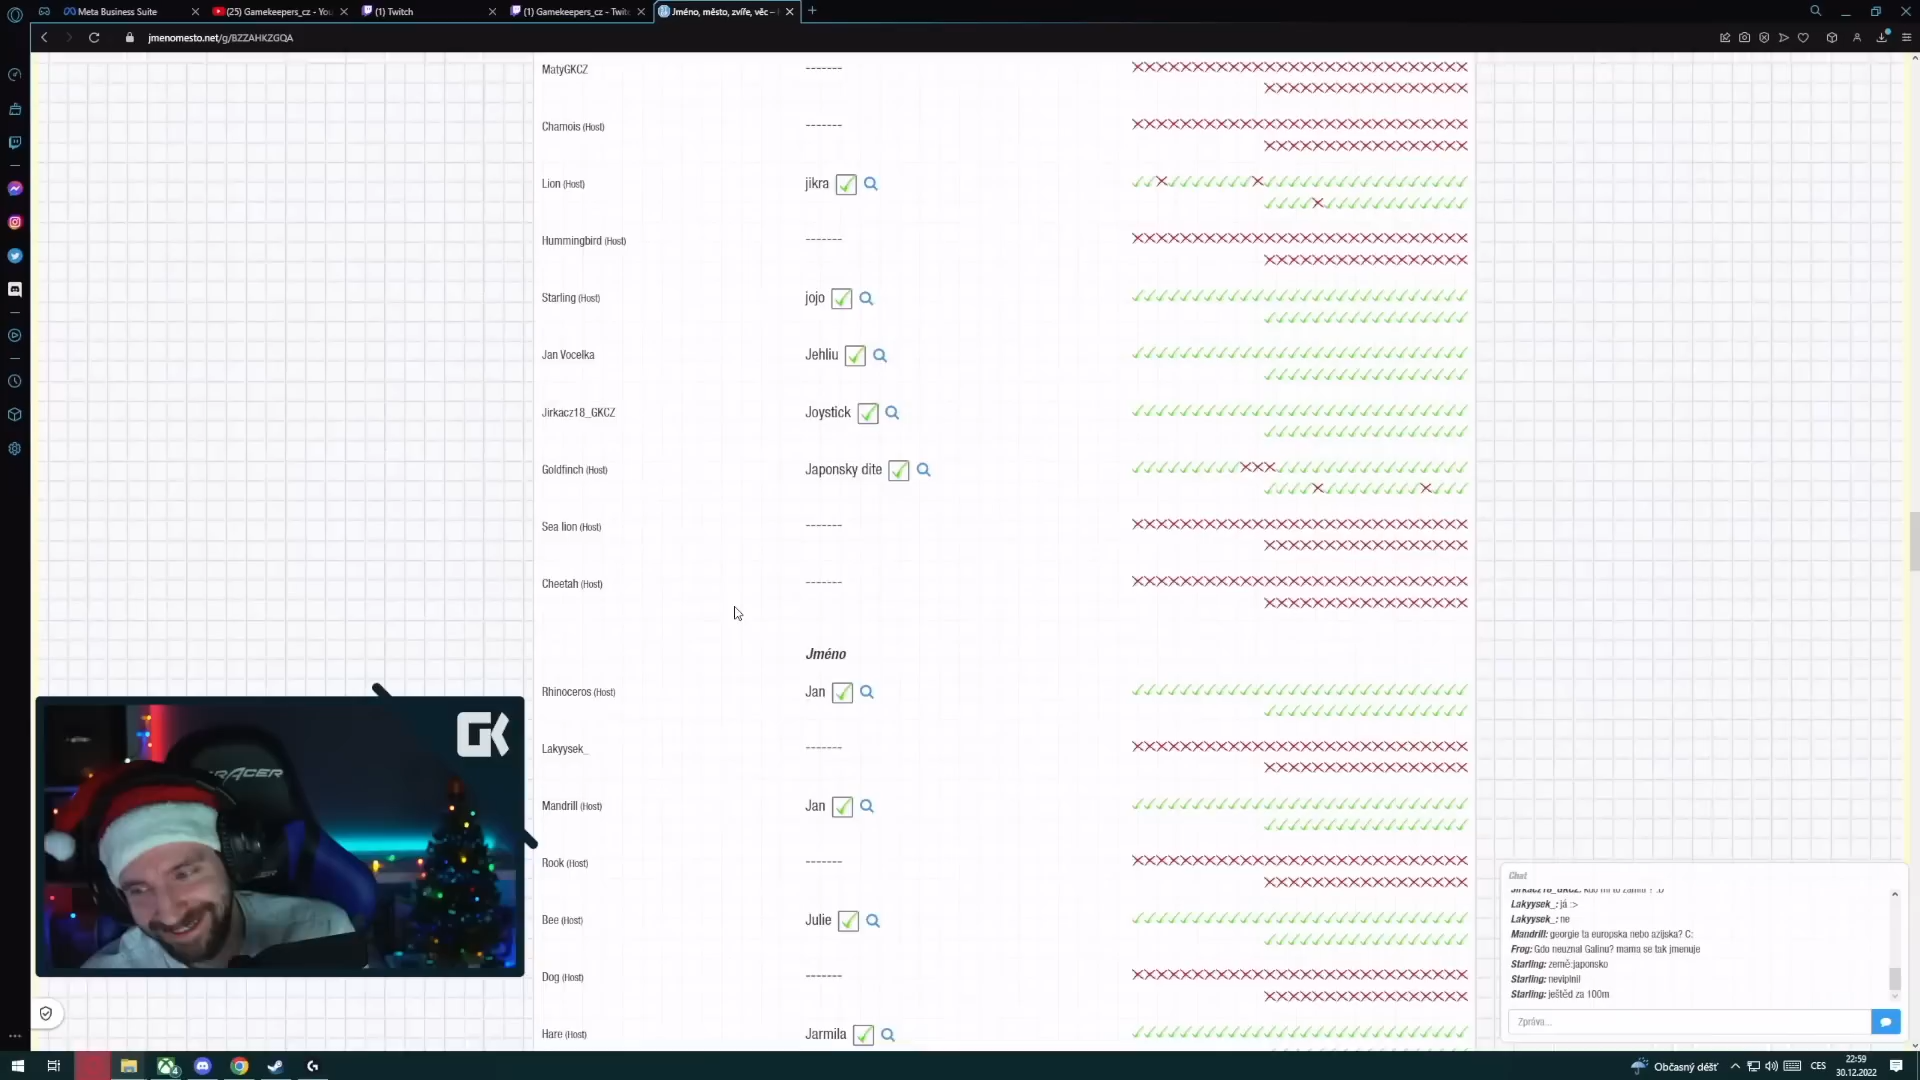 Meta Business Suite
(25) Gamekeepers_cz - You
(1) Twitch
(1) Gamekeepers_cz - Twitc
Jméno, město, zvíře, věc –
jmenomesto.net/g/BZZAHKZGQA
MatyGKCZ -------
Chamois (Host) -------
Lion (Host) jikra
Hummingbird (Host) -------
Starling (Host) jojo
Jan Vocelka Jehliu
Jirkacz18_GKCZ Joystick
Goldfinch (Host) Japonsky dite
Sea lion (Host) -------
Cheetah (Host) -------
Jméno
Rhinoceros (Host) Jan
Lakyysek_ -------
Mandrill (Host) Jan
Rook (Host) -------
Bee (Host) Julie
Dog (Host) -------
Hare (Host) Jarmila
GK
RACER
Chat
Lakyysek_: já :>
Lakyysek_: ne
Mandrill: georgie ta europska nebo azijska? C:
Frog: Gdo neuznal Galinu? mama se tak jmenuje
Starling: země:japonsko
Starling: neviplnil
Starling: ještěd za 100m
Zpráva...
Občasný déšť
CES
22:59
30.12.2022